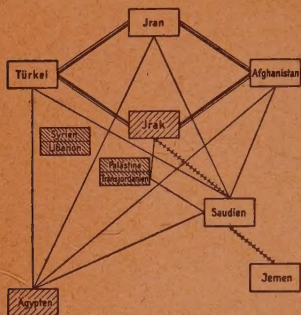 Jran
Türkei
Afghanistan
Jrak
Syrien
Libanon
Palästina
Transjordanien
Saudien
Jemen
Ägypten